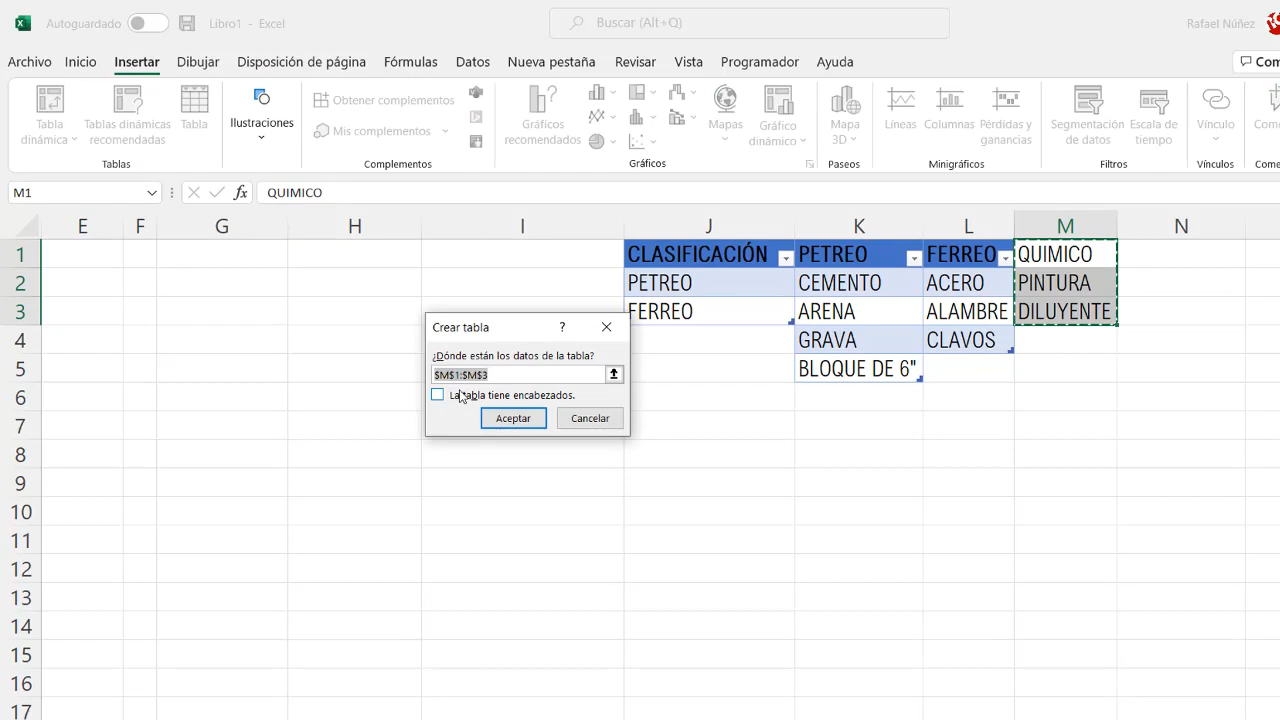 Autoguardado
Libro1 - Excel
Buscar (Alt+Q)
Rafael Núñez
Archivo Inicio Insertar Dibujar Disposición de página Fórmulas Datos Nueva pestaña Revisar Vista Programador Ayuda
Tabla dinámica
Tablas dinámicas recomendadas
Tabla
Tablas
Ilustraciones
Obtener complementos
Mis complementos
Complementos
Gráficos recomendados
Mapas
Gráfico dinámico
Gráficos
Mapa 3D
Paseos
Líneas
Columnas
Pérdidas y ganancias
Minigráficos
Segmentación de datos
Escala de tiempo
Filtros
Vínculo
Vínculos
M1
fx
QUIMICO
E F G H I J K L M N
1 CLASIFICACIÓN PETREO FERREO QUIMICO
2 PETREO CEMENTO ACERO PINTURA
3 FERREO ARENA ALAMBRE DILUYENTE
4 GRAVA CLAVOS
5 BLOQUE DE 6"
6
7
8
9
10
11
12
13
14
15
16
17
Crear tabla ?
¿Dónde están los datos de la tabla?
$M$1:$M$3
La tabla tiene encabezados.
Aceptar Cancelar